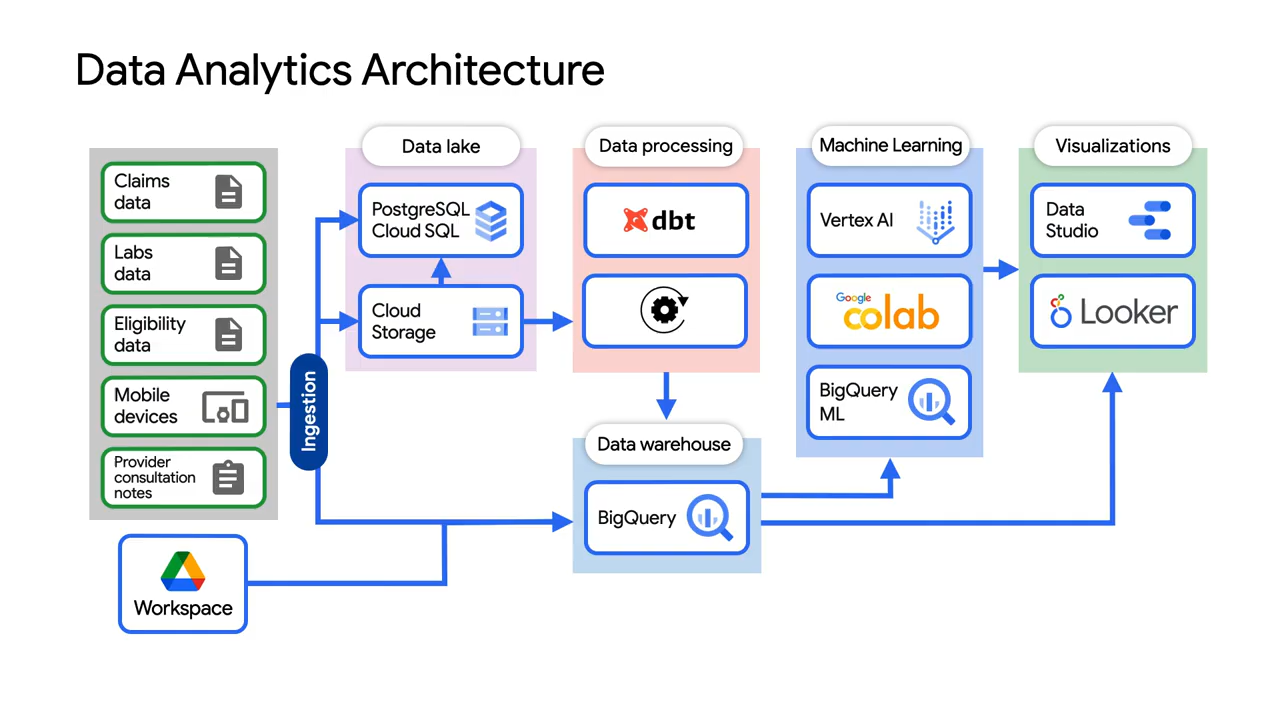 Data Analytics Architecture
Claims
data
Labs
data
Eligibility
data
Mobile
devices
Provider
consultation
notes
Workspace
Ingestion
Data lake
PostgreSQL
Cloud SQL
Cloud
Storage
Data processing
dbt
Data warehouse
BigQuery
Machine Learning
Vertex AI
Google
colab
BigQuery
ML
Visualizations
Data
Studio
Looker